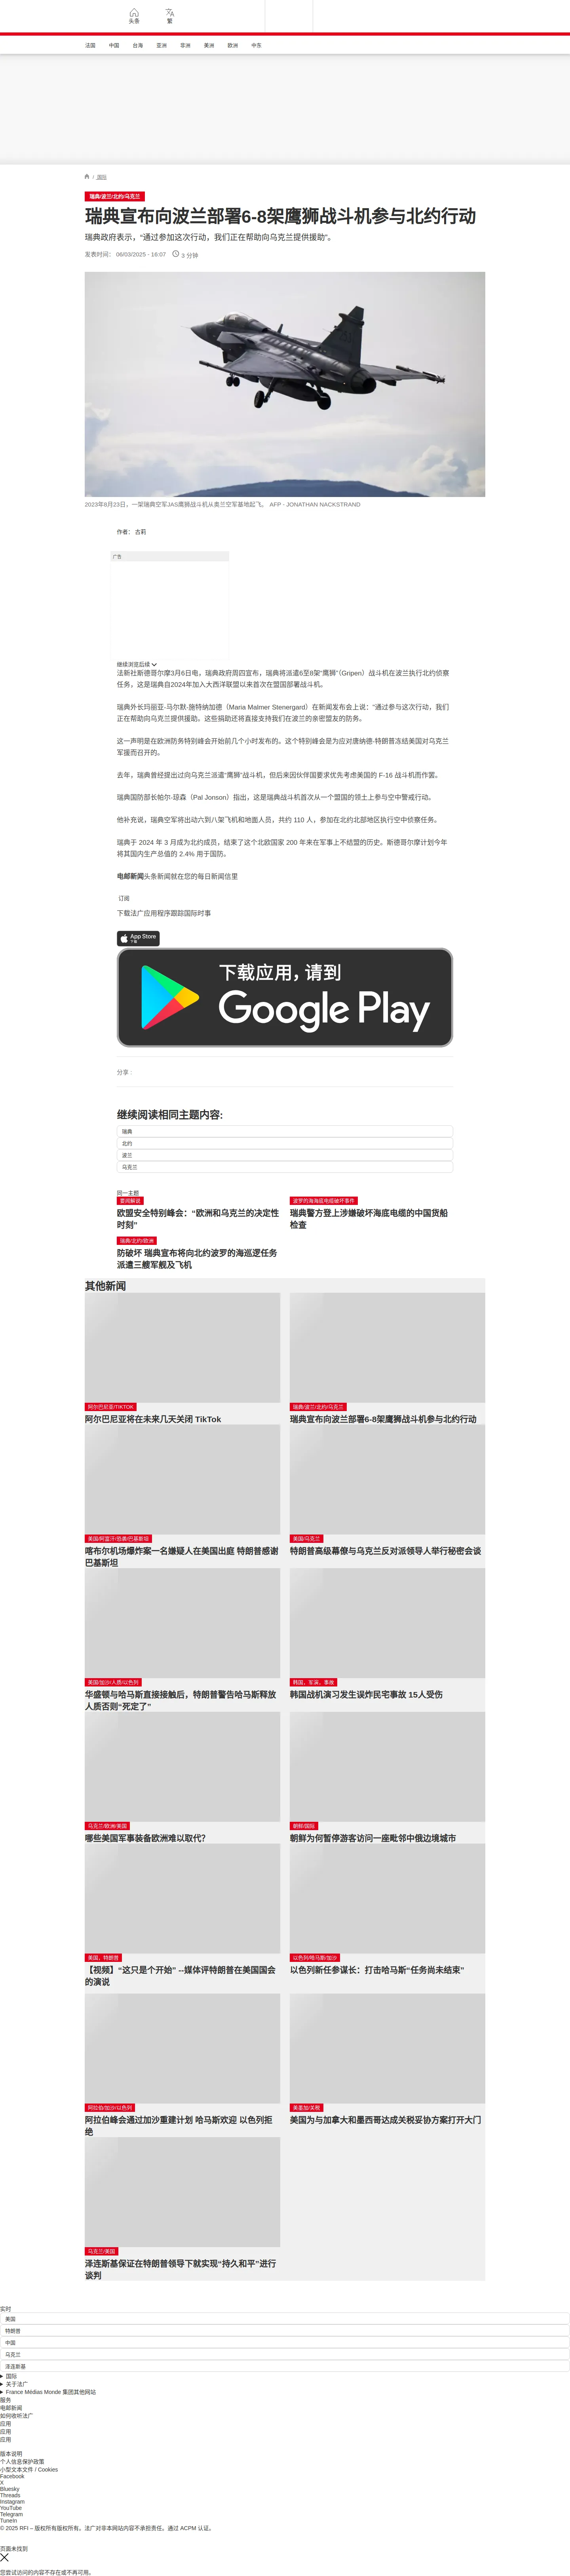 头条
繁
法国
中国
台海
亚洲
非洲
美洲
欧洲
中东
/ 国际
瑞典/波兰/北约/乌克兰
瑞典宣布向波兰部署6-8架鹰狮战斗机参与北约行动
瑞典政府表示，“通过参加这次行动，我们正在帮助向乌克兰提供援助”。
发表时间： 06/03/2025 - 16:07
3 分钟
2023年8月23日，一架瑞典空军JAS鹰狮战斗机从奥兰空军基地起飞。 AFP - JONATHAN NACKSTRAND
作者： 古莉
广告
继续浏览后续
法新社斯德哥尔摩3月6日电，瑞典政府周四宣布，瑞典将派遣6至8架“鹰狮”（Gripen）战斗机在波兰执行北约侦察
任务，这是瑞典自2024年加入大西洋联盟以来首次在盟国部署战斗机。
瑞典外长玛丽亚-马尔默-施特纳加德（Maria Malmer Stenergard）在新闻发布会上说：“通过参与这次行动，我们
正在帮助向乌克兰提供援助。这些捐助还将直接支持我们在波兰的亲密盟友的防务。
这一声明是在欧洲防务特别峰会开始前几个小时发布的。这个特别峰会是为应对唐纳德-特朗普冻结美国对乌克兰
军援而召开的。
去年，瑞典曾经提出过向乌克兰派遣“鹰狮”战斗机，但后来因伙伴国要求优先考虑美国的 F-16 战斗机而作罢。
瑞典国防部长帕尔-琼森（Pal Jonson）指出，这是瑞典战斗机首次从一个盟国的领土上参与空中警戒行动。
他补充说，瑞典空军将出动六到八架飞机和地面人员，共约 110 人，参加在北约北部地区执行空中侦察任务。
瑞典于 2024 年 3 月成为北约成员，结束了这个北欧国家 200 年来在军事上不结盟的历史。斯德哥尔摩计划今年
将其国内生产总值的 2.4% 用于国防。
电邮新闻头条新闻就在您的每日新闻信里
订阅
下载法广应用程序跟踪国际时事
App Store
下载
下载应用，请到
Google Play
分享 :
继续阅读相同主题内容:
瑞典
北约
波兰
乌克兰
同一主题
要闻解说
欧盟安全特别峰会：“欧洲和乌克兰的决定性
时刻”
波罗的海海底电缆破坏事件
瑞典警方登上涉嫌破坏海底电缆的中国货船
检查
瑞典/北约/欧洲
防破坏 瑞典宣布将向北约波罗的海巡逻任务
派遣三艘军舰及飞机
其他新闻
阿尔巴尼亚/TIKTOK
阿尔巴尼亚将在未来几天关闭 TikTok
瑞典/波兰/北约/乌克兰
瑞典宣布向波兰部署6-8架鹰狮战斗机参与北约行动
美国/阿富汗/恐袭/巴基斯坦
喀布尔机场爆炸案一名嫌疑人在美国出庭 特朗普感谢
巴基斯坦
美国/乌克兰
特朗普高级幕僚与乌克兰反对派领导人举行秘密会谈
美国/加沙/人质/以色列
华盛顿与哈马斯直接接触后，特朗普警告哈马斯释放
人质否则“死定了”
韩国，军演，事故
韩国战机演习发生误炸民宅事故 15人受伤
乌克兰/欧洲/美国
哪些美国军事装备欧洲难以取代?
朝鲜/国际
朝鲜为何暂停游客访问一座毗邻中俄边境城市
美国，特朗普
【视频】“这只是个开始” --媒体评特朗普在美国国会
的演说
以色列/哈马斯/加沙
以色列新任参谋长：打击哈马斯“任务尚未结束”
阿拉伯/加沙/以色列
阿拉伯峰会通过加沙重建计划 哈马斯欢迎 以色列拒
绝
美墨加/关税
美国为与加拿大和墨西哥达成关税妥协方案打开大门
乌克兰/美国
泽连斯基保证在特朗普领导下就实现“持久和平”进行
谈判
实时
美国
特朗普
中国
乌克兰
泽连斯基
国际
关于法广
France Médias Monde 集团其他网站
服务
电邮新闻
如何收听法广
应用
应用
应用
版本说明
个人信息保护政策
小型文本文件 / Cookies
Facebook
X
Bluesky
Threads
Instagram
YouTube
Telegram
TuneIn
© 2025 RFI – 版权所有版权所有。法广对非本网站内容不承担责任。通过 ACPM 认证。
页面未找到
您尝试访问的内容不存在或不再可用。